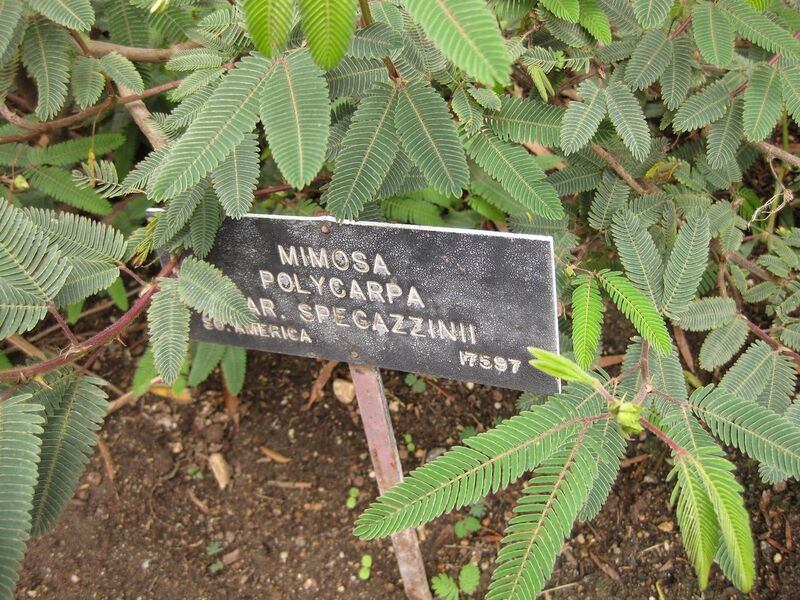 MIMOSA
POLYCARPA
AR. SPEGAZZINII
SO. AMERICA
17597